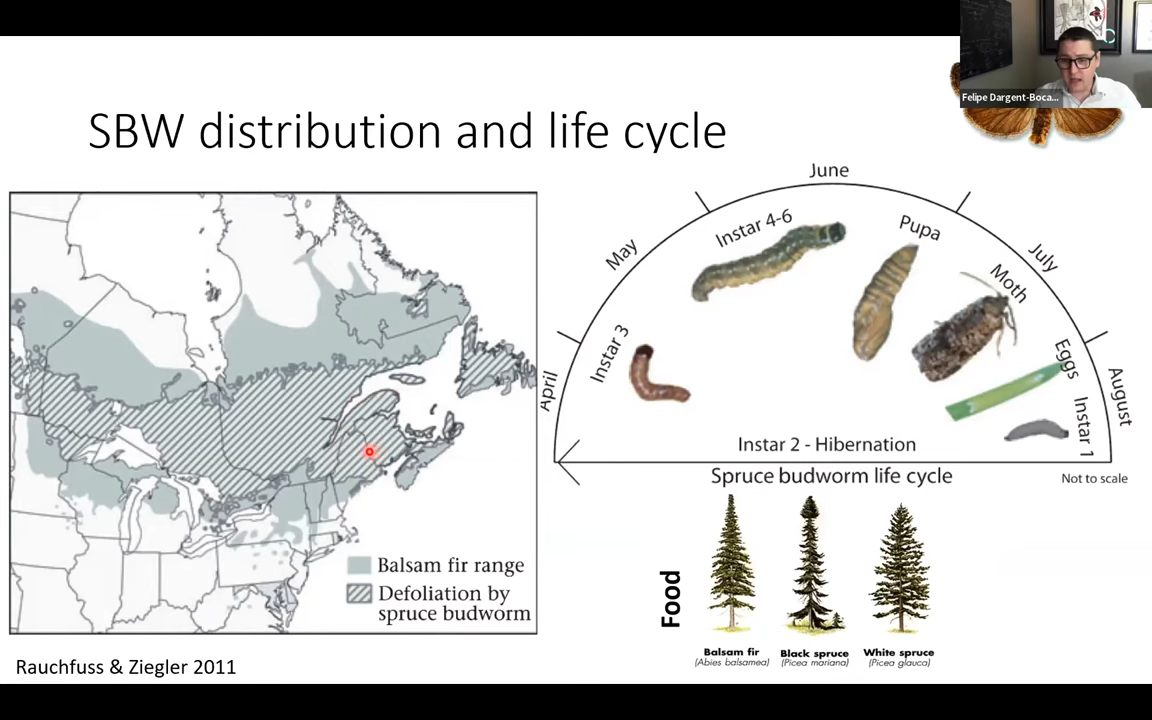 Felipe Dargent-Boca...
SBW distribution and life cycle
Balsam fir range
Defoliation by
spruce budworm
Rauchfuss & Ziegler 2011
April
May
June
July
August
Instar 3
Instar 4-6
Pupa
Moth
Eggs
Instar 1
Instar 2 - Hibernation
Spruce budworm life cycle
Not to scale
Food
Balsam fir
(Abies balsamea)
Black spruce
(Picea mariana)
White spruce
(Picea glauca)